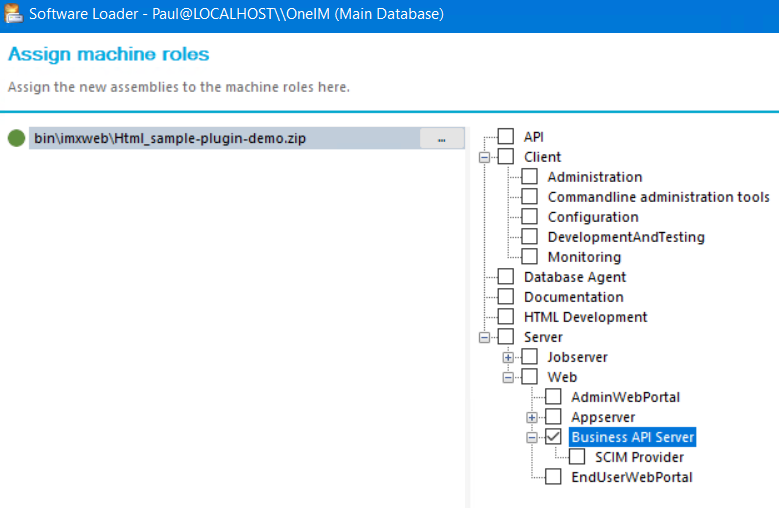 Software Loader - Paul@LOCALHOST\\OneIM (Main Database)
Assign machine roles
Assign the new assemblies to the machine roles here.
bin\imxweb\Html_sample-plugin-demo.zip ...
API
Client
Administration
Commandline administration tools
Configuration
DevelopmentAndTesting
Monitoring
Database Agent
Documentation
HTML Development
Server
Jobserver
Web
AdminWebPortal
Appserver
Business API Server
SCIM Provider
EndUserWebPortal